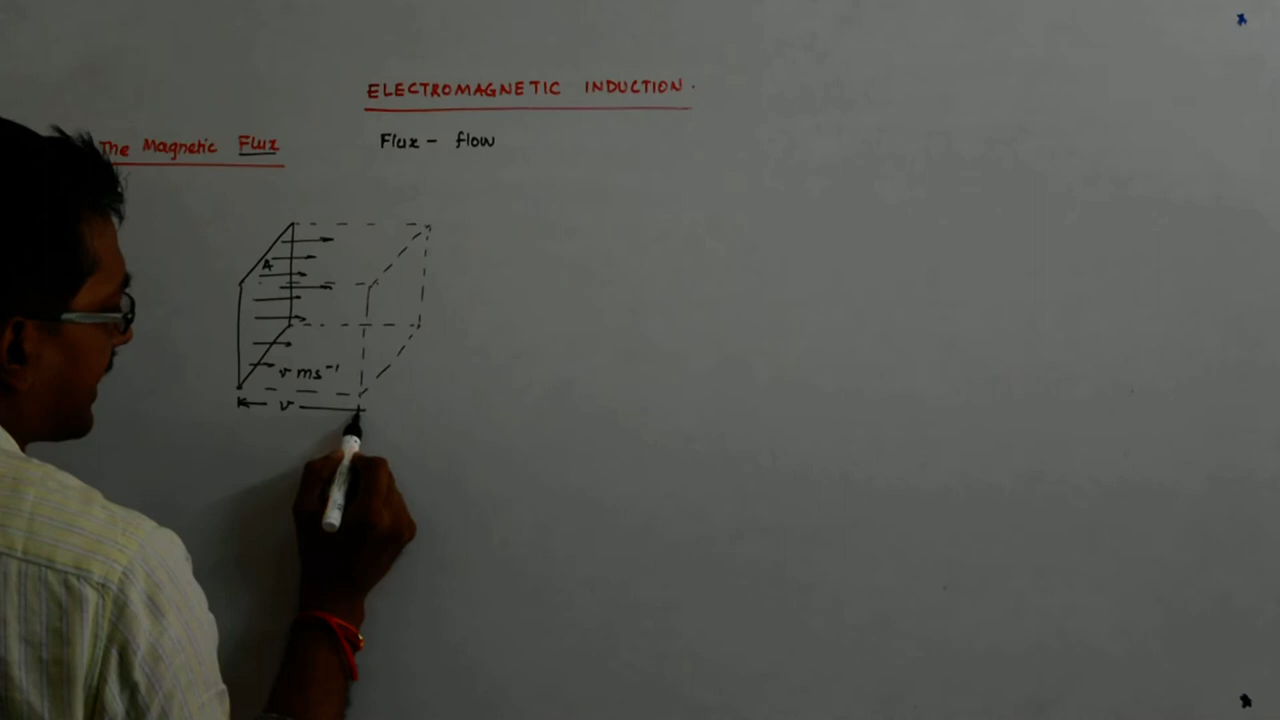 ELECTROMAGNETIC INDUCTION.
The Magnetic Flux
Flux - flow
A
v ms⁻¹
v